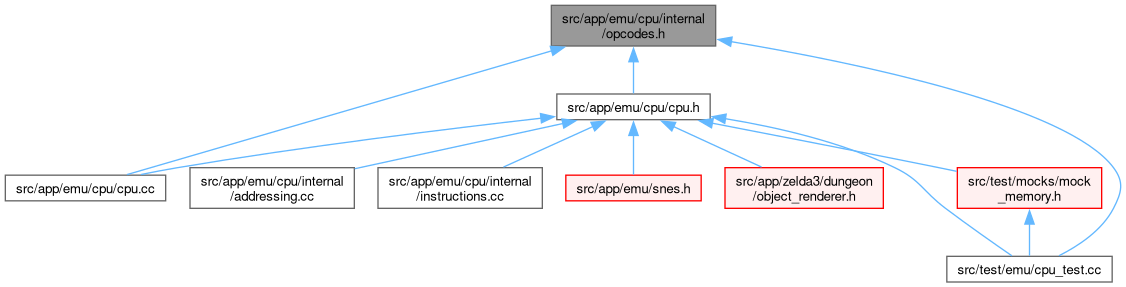 src/app/emu/cpu/internal
/opcodes.h
src/app/emu/cpu/cpu.h
src/app/emu/cpu/cpu.cc
src/app/emu/cpu/internal
/addressing.cc
src/app/emu/cpu/internal
/instructions.cc
src/app/emu/snes.h
src/app/zelda3/dungeon
/object_renderer.h
src/test/mocks/mock
_memory.h
src/test/emu/cpu_test.cc